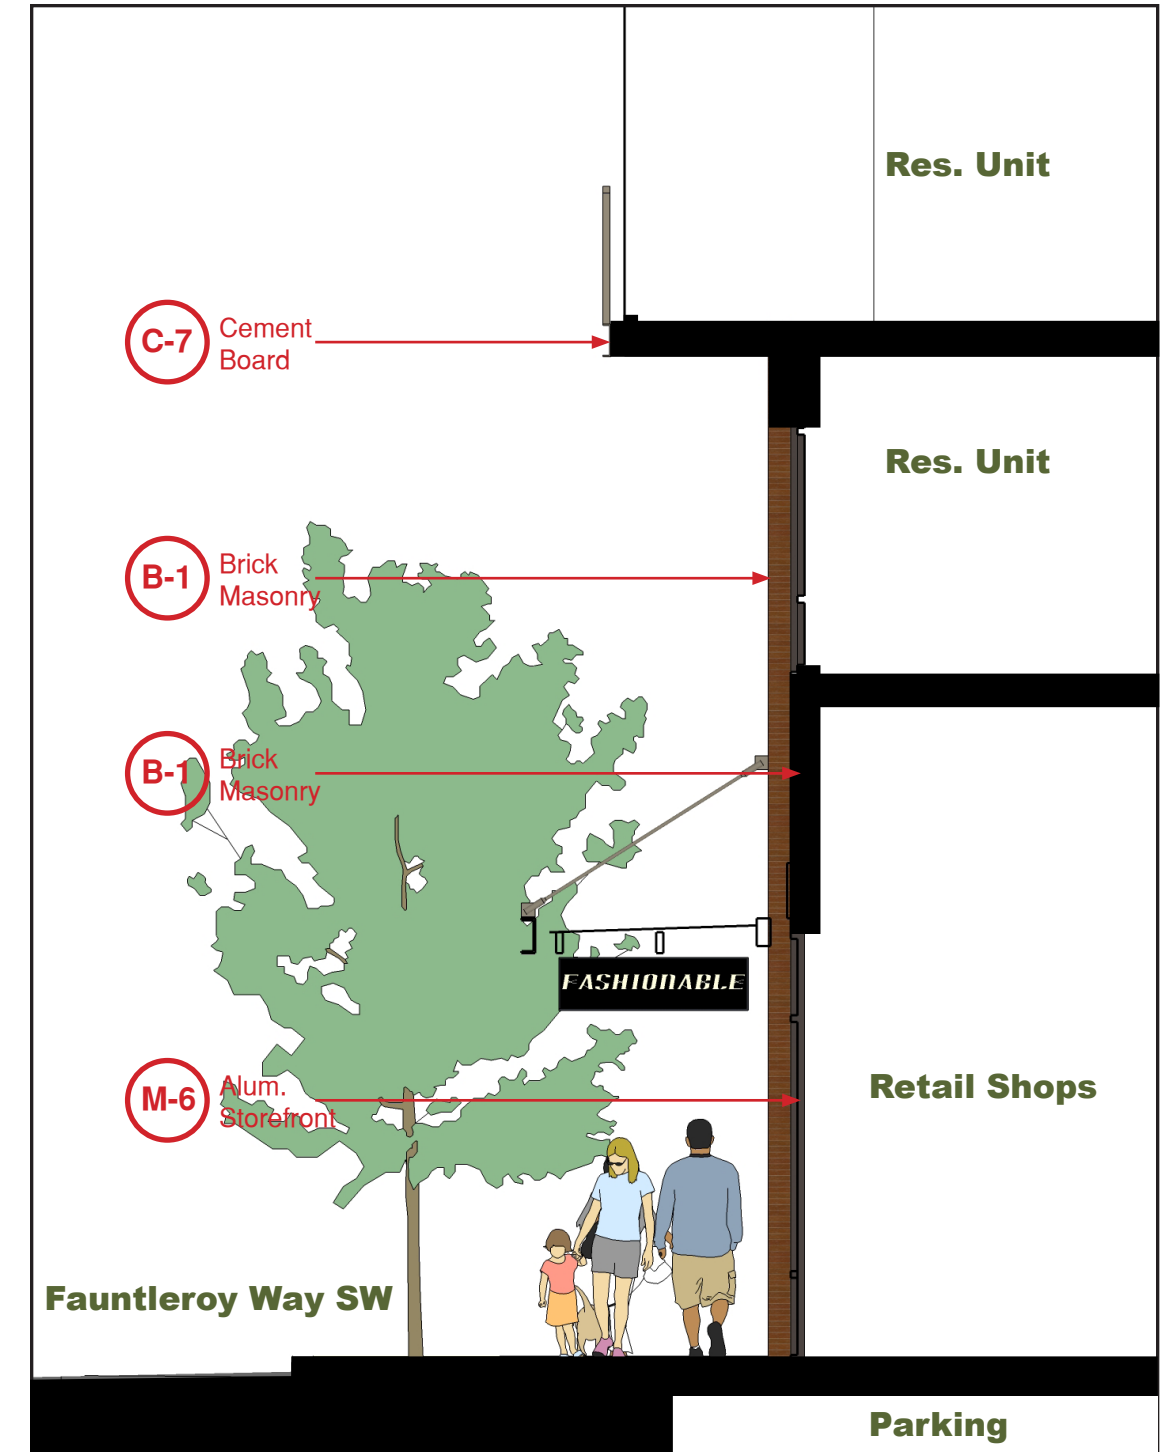 Res. Unit
C-7
Cement
Board
Res. Unit
B-1
Brick
Masonry
B-1
Brick
Masonry
FASHIONABLE
M-6
Alum.
Storefront
Retail Shops
Fauntleroy Way SW
Parking